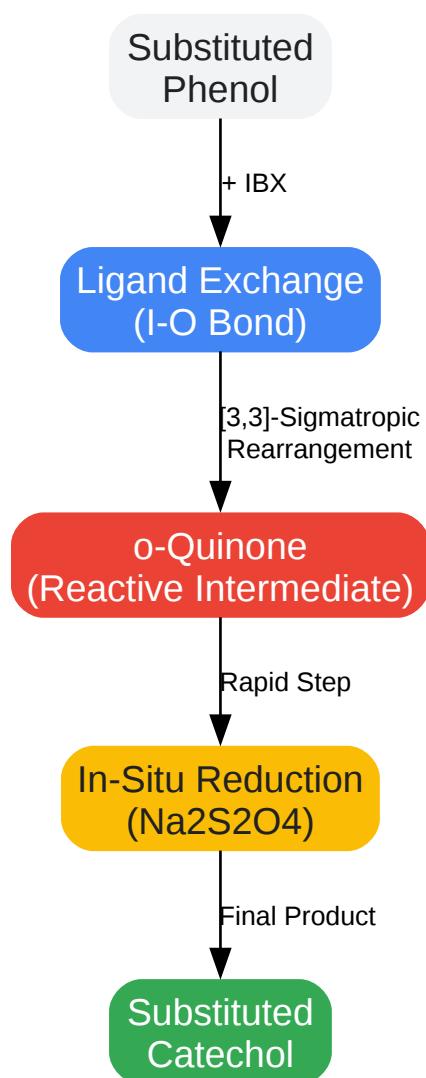 Substituted
Phenol
+ IBX
Ligand Exchange
(I-O Bond)
[3,3]-Sigmatropic
Rearrangement
o-Quinone
(Reactive Intermediate)
Rapid Step
In-Situ Reduction
(Na2S2O4)
Final Product
Substituted
Catechol